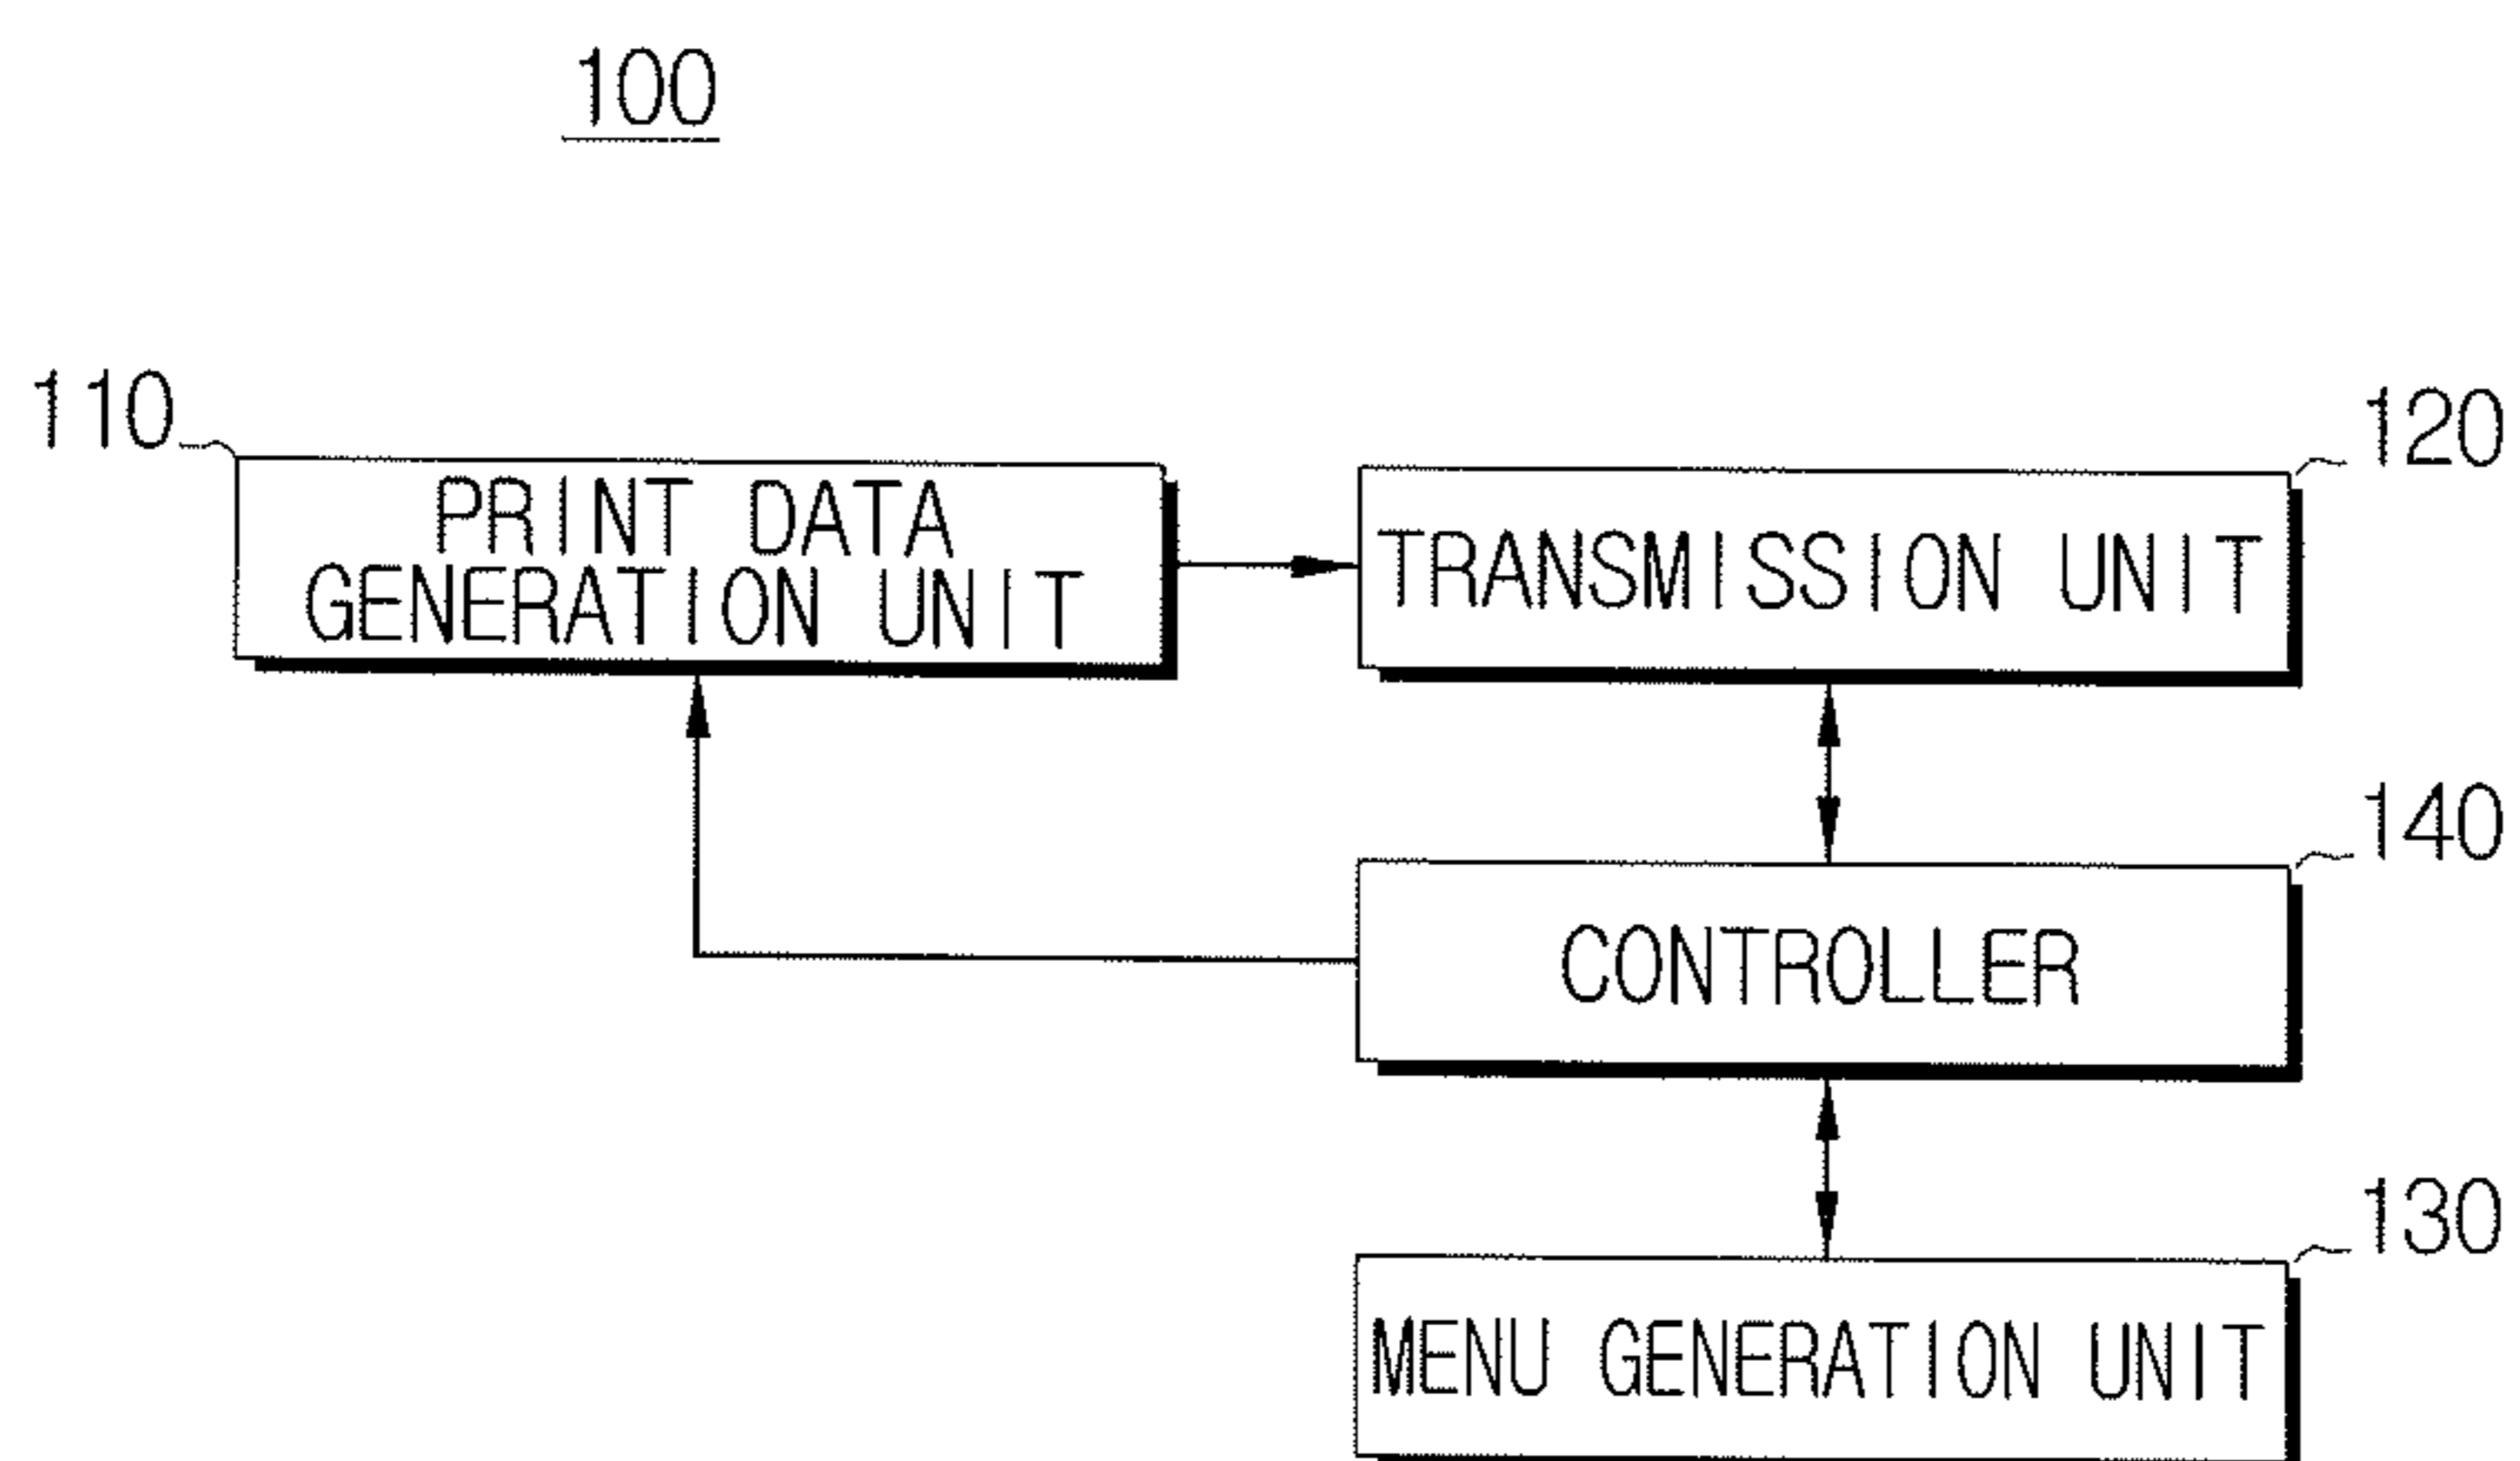 100
110
PRINT DATA
GENERATION UNIT
120
TRANSMISSION UNIT
140
CONTROLLER
130
MENU GENERATION UNIT